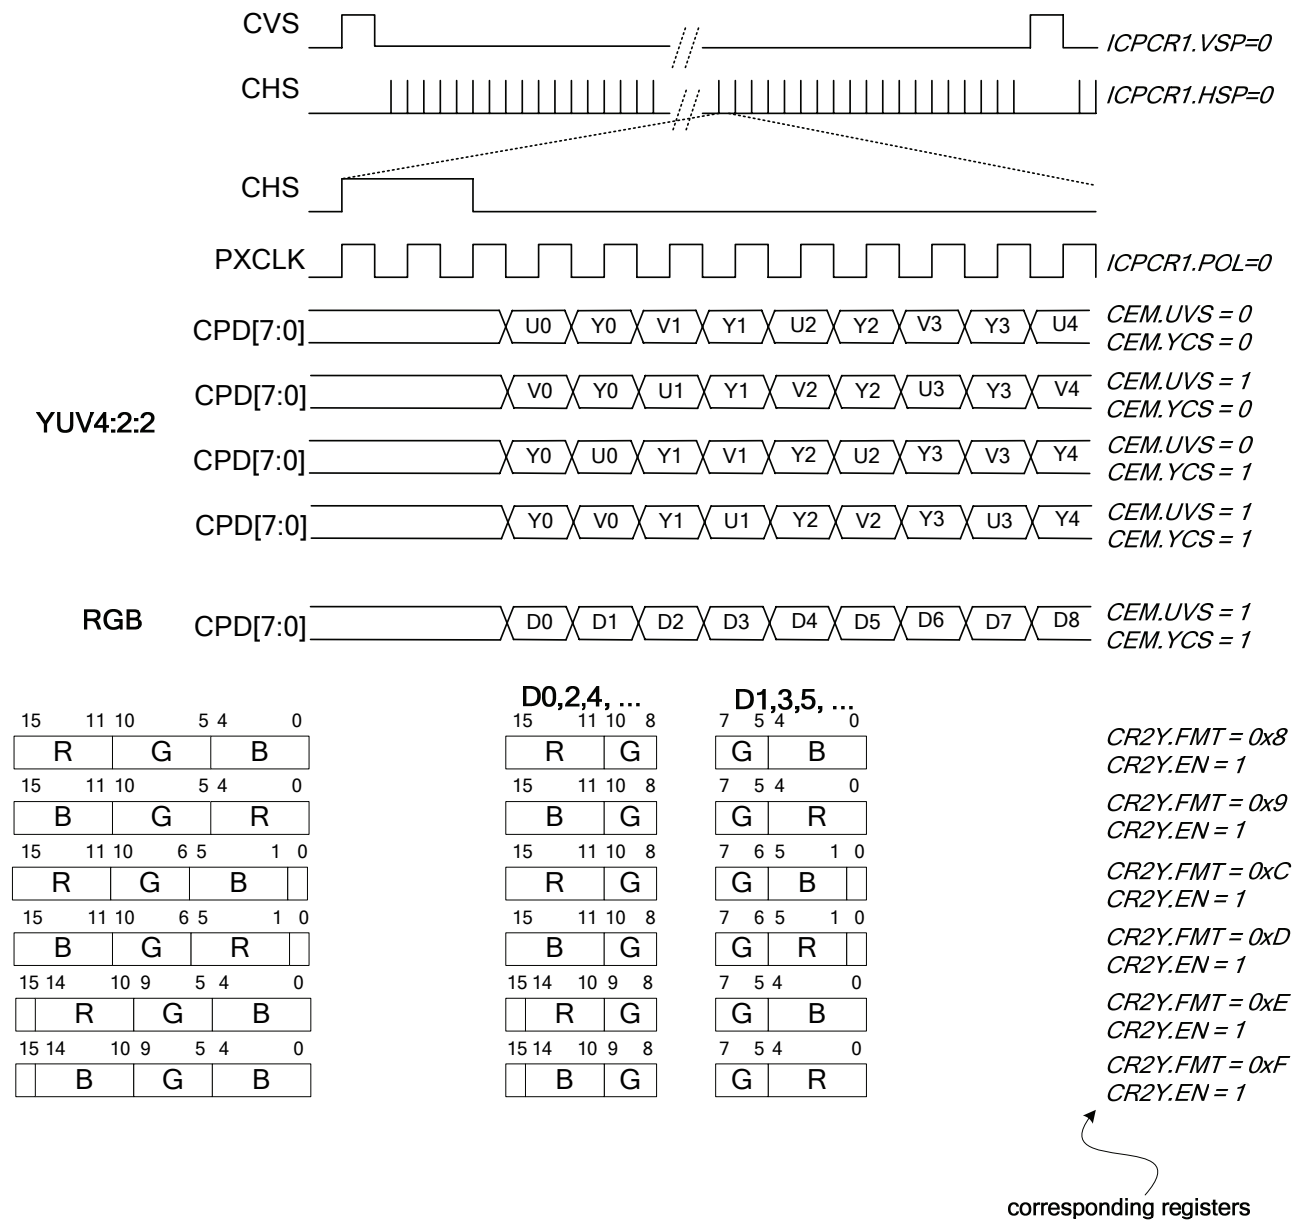 CVS ICPCR1.VSP=0
CHS ICPCR1.HSP=0
CHS
PXCLK ICPCR1.POL=0
CPD[7:0] U0 Y0 V1 Y1 U2 Y2 V3 Y3 U4 CEM.UVS = 0
CEM.YCS = 0
YUV4:2:2
CPD[7:0] V0 Y0 U1 Y1 V2 Y2 U3 Y3 V4 CEM.UVS = 1
CEM.YCS = 0
CPD[7:0] Y0 U0 Y1 V1 Y2 U2 Y3 V3 Y4 CEM.UVS = 0
CEM.YCS = 1
CPD[7:0] Y0 V0 Y1 U1 Y2 V2 Y3 U3 Y4 CEM.UVS = 1
CEM.YCS = 1
RGB CPD[7:0] D0 D1 D2 D3 D4 D5 D6 D7 D8 CEM.UVS = 1
CEM.YCS = 1
D0,2,4, ... D1,3,5, ...
15 11 10 5 4 0 15 11 10 8 7 5 4 0
R G B R G G B CR2Y.FMT = 0x8
CR2Y.EN = 1
15 11 10 5 4 0 15 11 10 8 7 5 4 0
B G R B G G R CR2Y.FMT = 0x9
CR2Y.EN = 1
15 11 10 6 5 1 0 15 11 10 8 7 6 5 1 0
R G B R G G B CR2Y.FMT = 0xC
CR2Y.EN = 1
15 11 10 6 5 1 0 15 11 10 8 7 6 5 1 0
B G R B G G R CR2Y.FMT = 0xD
CR2Y.EN = 1
15 14 10 9 5 4 0 15 14 10 9 8 7 5 4 0
R G B R G G B CR2Y.FMT = 0xE
CR2Y.EN = 1
15 14 10 9 5 4 0 15 14 10 9 8 7 5 4 0
B G B B G G R CR2Y.FMT = 0xF
CR2Y.EN = 1
corresponding registers